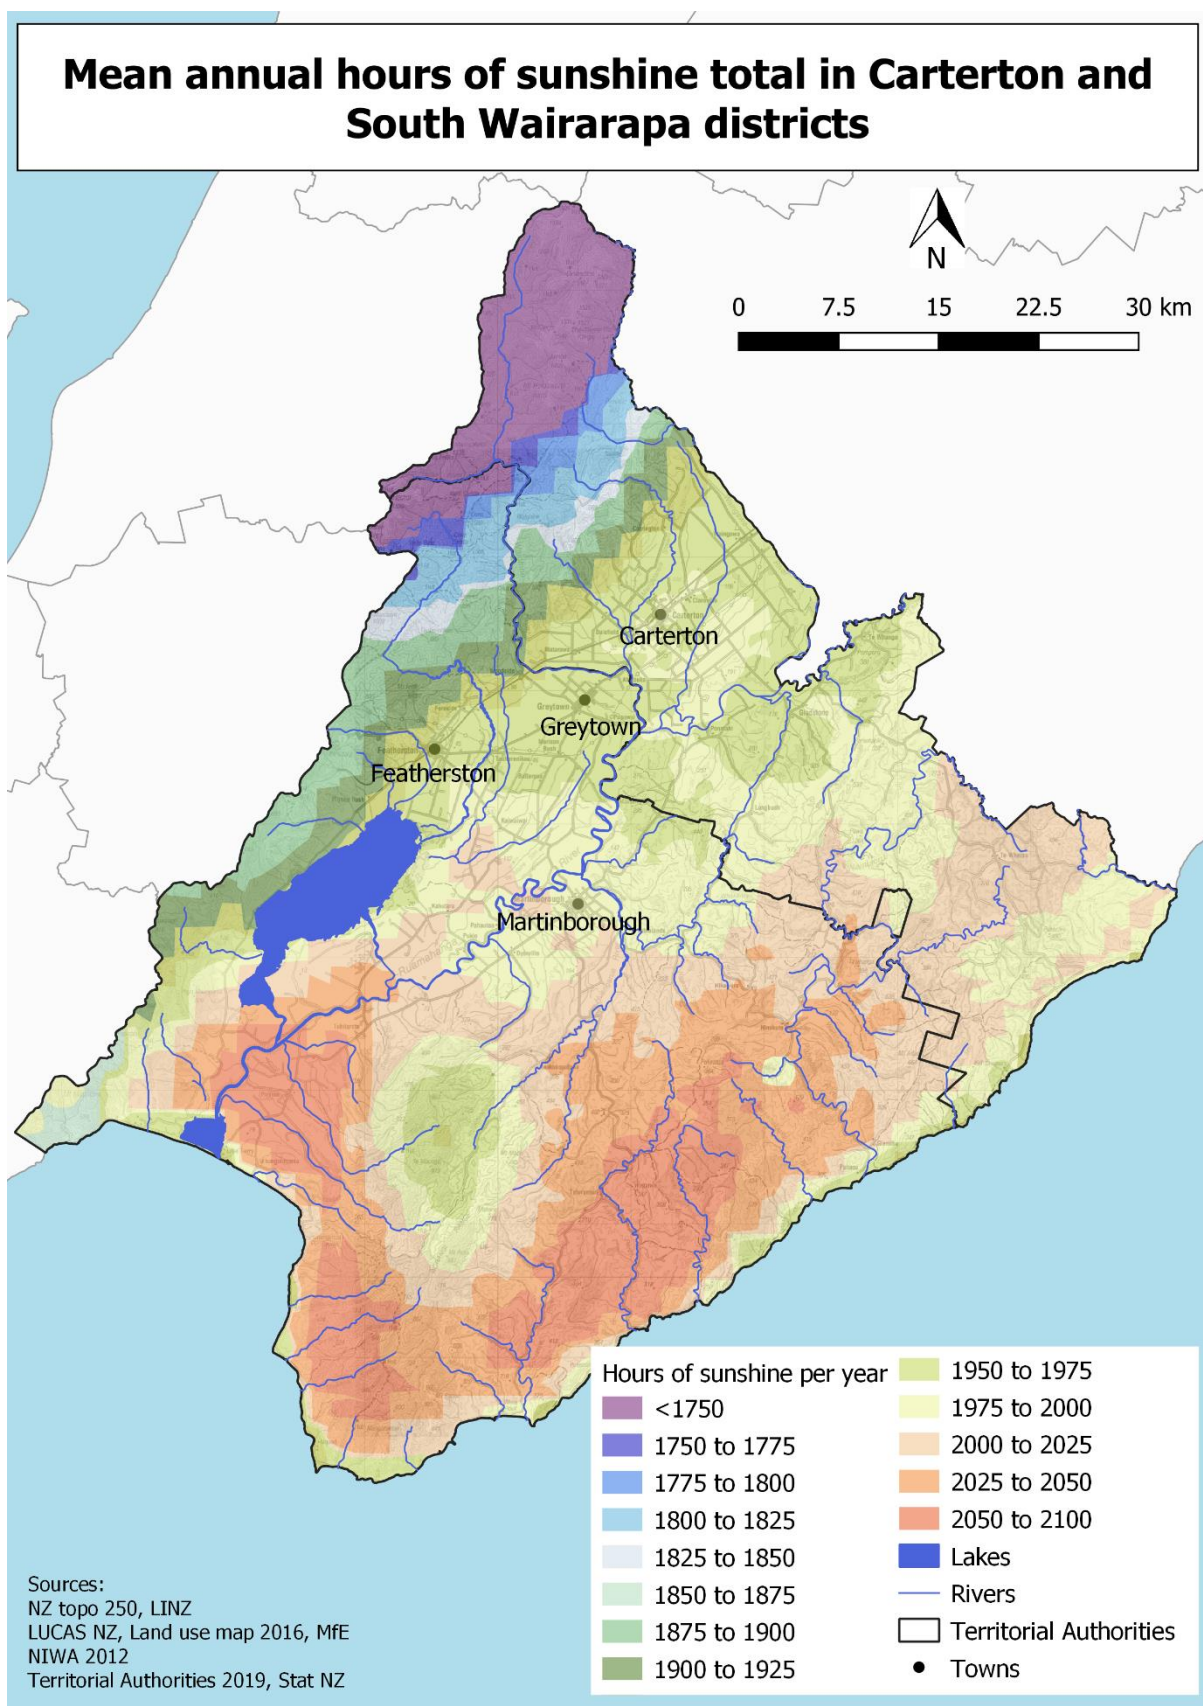 Mean annual hours of sunshine total in Carterton and
South Wairarapa districts
N
0 7.5 15 22.5 30 km
Carterton
Greytown
Featherston
Martinborough
Hours of sunshine per year
<1750
1750 to 1775
1775 to 1800
1800 to 1825
1825 to 1850
1850 to 1875
1875 to 1900
1900 to 1925
1950 to 1975
1975 to 2000
2000 to 2025
2025 to 2050
2050 to 2100
Lakes
Rivers
Territorial Authorities
Towns
Sources:
NZ topo 250, LINZ
LUCAS NZ, Land use map 2016, MfE
NIWA 2012
Territorial Authorities 2019, Stat NZ